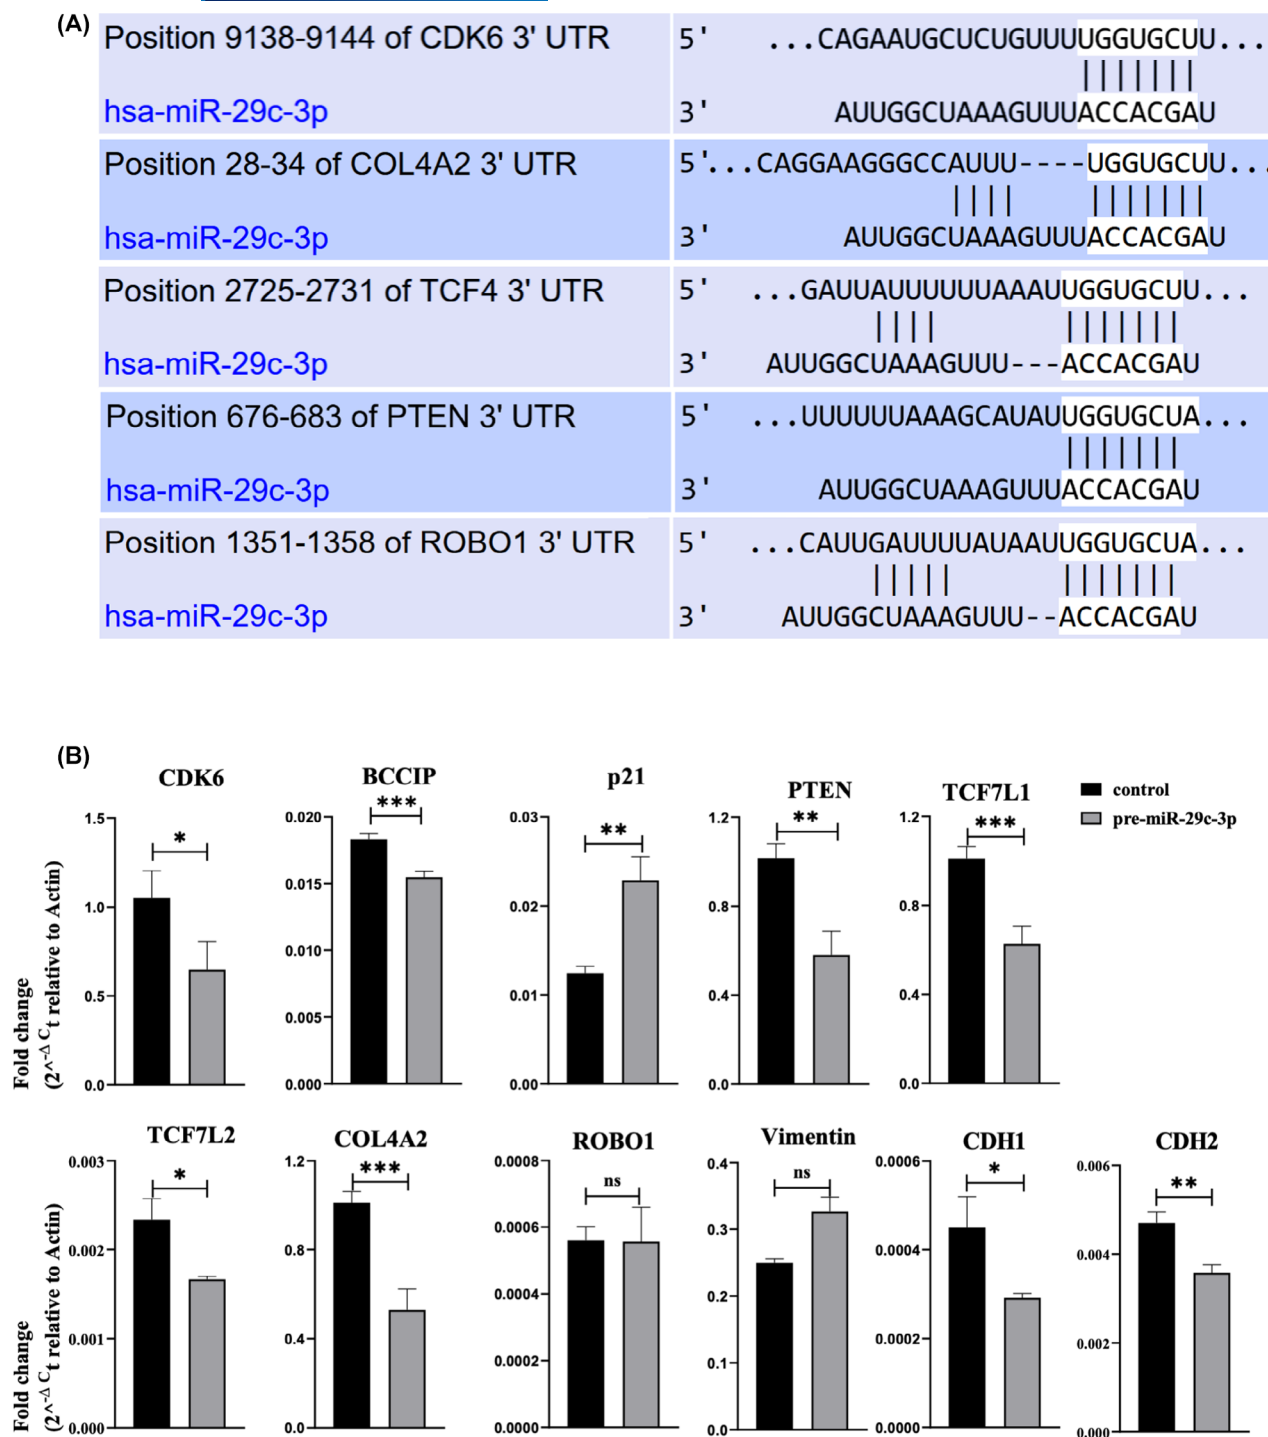 (A)
Position 9138-9144 of CDK6 3' UTR 5' ...CAGAAUGCUCUGUUUUGGUGCUU...
hsa-miR-29c-3p 3' AUUGGCUAAAGUUUACCACGAU
Position 28-34 of COL4A2 3' UTR 5'...CAGGAAGGGCCAUUU----UGGUGCUU...
hsa-miR-29c-3p 3' AUUGGCUAAAGUUUACCACGAU
Position 2725-2731 of TCF4 3' UTR 5' ...GAUUAUUUUUUAAAUUGGUGCUU...
hsa-miR-29c-3p 3' AUUGGCUAAAGUUU---ACCACGAU
Position 676-683 of PTEN 3' UTR 5' ...UUUUUUAAAGCAUAUUGGUGCUA...
hsa-miR-29c-3p 3' AUUGGCUAAAGUUUACCACGAU
Position 1351-1358 of ROBO1 3' UTR 5' ...CAUUGAUUUUAUAAUUGGUGCUA...
hsa-miR-29c-3p 3' AUUGGCUAAAGUUU--ACCACGAU
(B)
Fold change
(2^-Δ Ct relative to Actin)
CDK6
1.5
1.0
0.5
0.0
*
BCCIP
0.020
0.015
0.010
0.005
0.000
***
p21
0.03
0.02
0.01
0.00
**
PTEN
1.2
0.8
0.4
0.0
**
TCF7L1
1.2
0.8
0.4
0.0
***
control
pre-miR-29c-3p
Fold change
(2^-Δ Ct relative to Actin)
TCF7L2
0.003
0.002
0.001
0.000
*
COL4A2
1.2
0.8
0.4
0.0
***
ROBO1
0.0008
0.0006
0.0004
0.0002
0.0000
ns
Vimentin
0.4
0.3
0.2
0.1
0.0
ns
CDH1
0.0006
0.0004
0.0002
0.0000
*
CDH2
0.006
0.004
0.002
0.000
**